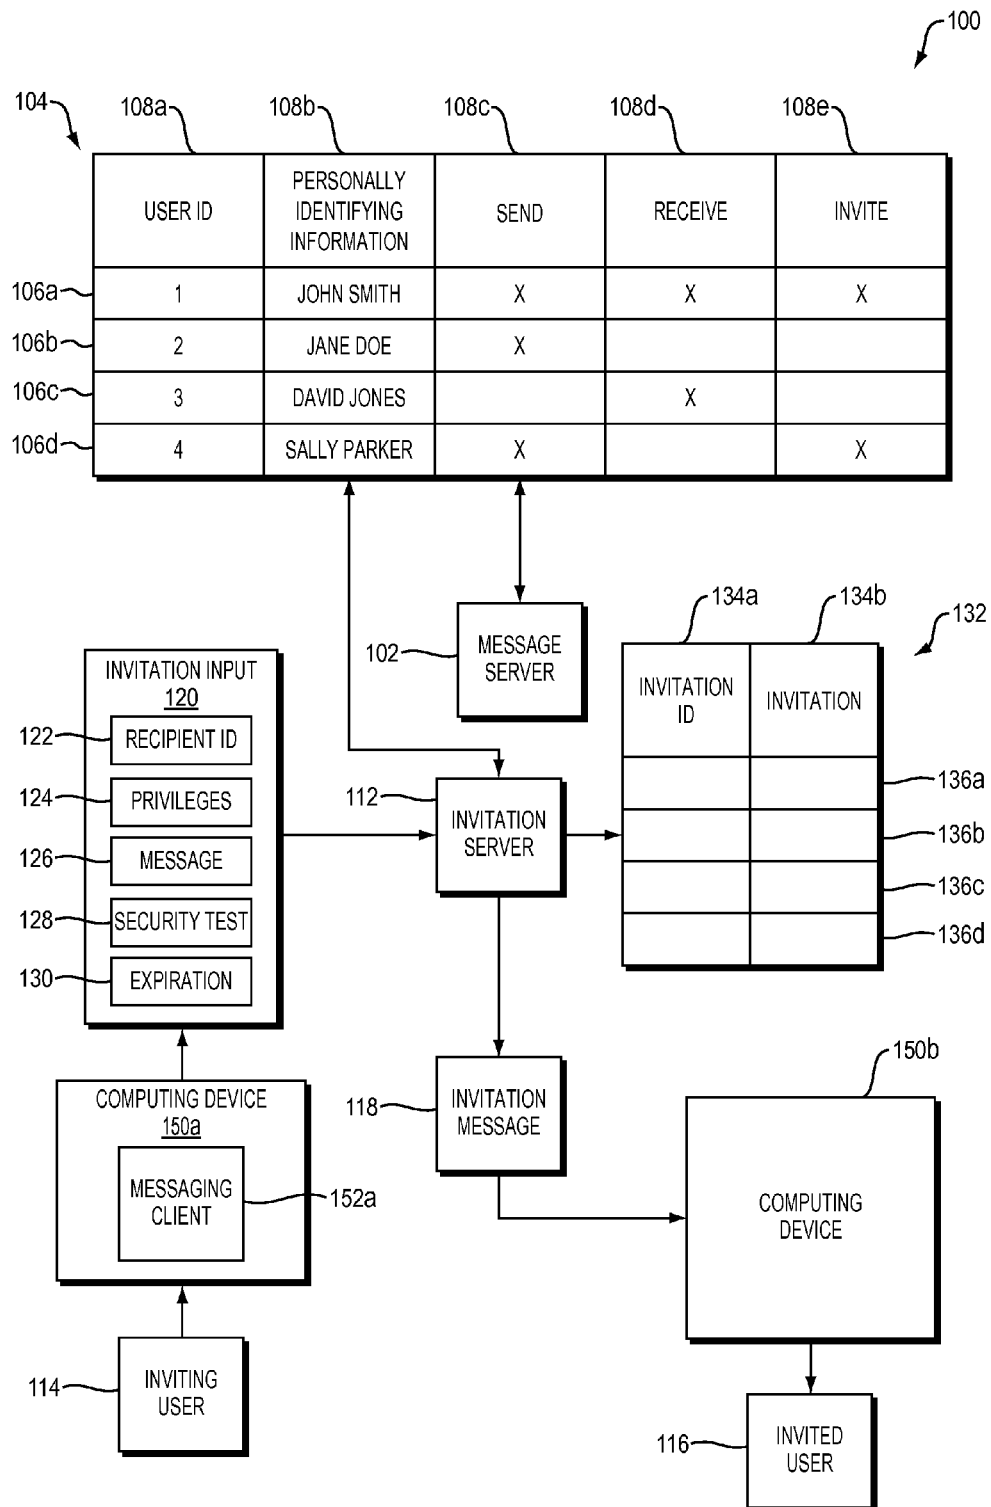 100
104
108a
108b
108c
108d
108e
USER ID
PERSONALLY
IDENTIFYING
INFORMATION
SEND
RECEIVE
INVITE
106a
1
JOHN SMITH
X
X
X
106b
2
JANE DOE
X
106c
3
DAVID JONES
X
106d
4
SALLY PARKER
X
X
134a
134b
132
102
MESSAGE
SERVER
INVITATION
ID
INVITATION
INVITATION INPUT
120
122
RECIPIENT ID
124
PRIVILEGES
126
MESSAGE
128
SECURITY TEST
130
EXPIRATION
112
INVITATION
SERVER
136a
136b
136c
136d
COMPUTING DEVICE
150a
MESSAGING
CLIENT
152a
118
INVITATION
MESSAGE
150b
COMPUTING
DEVICE
114
INVITING
USER
116
INVITED
USER